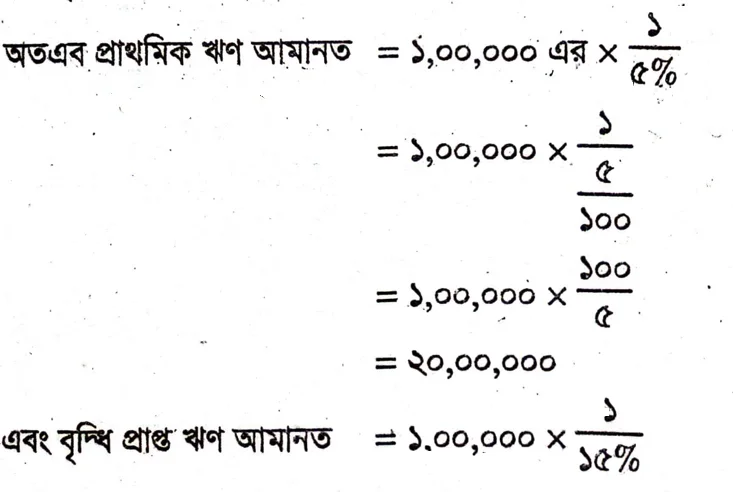 অতএব প্রাথমিক ঋণ আমানত = ১,০০,০০০ এর × ১/৫%
= ১,০০,০০০ × ১/(৫/১০০)
= ১,০০,০০০ × ১০০/৫
= ২০,০০,০০০
এবং বৃদ্ধি প্রাপ্ত ঋণ আমানত = ১.০০,০০০ × ১/১৫%